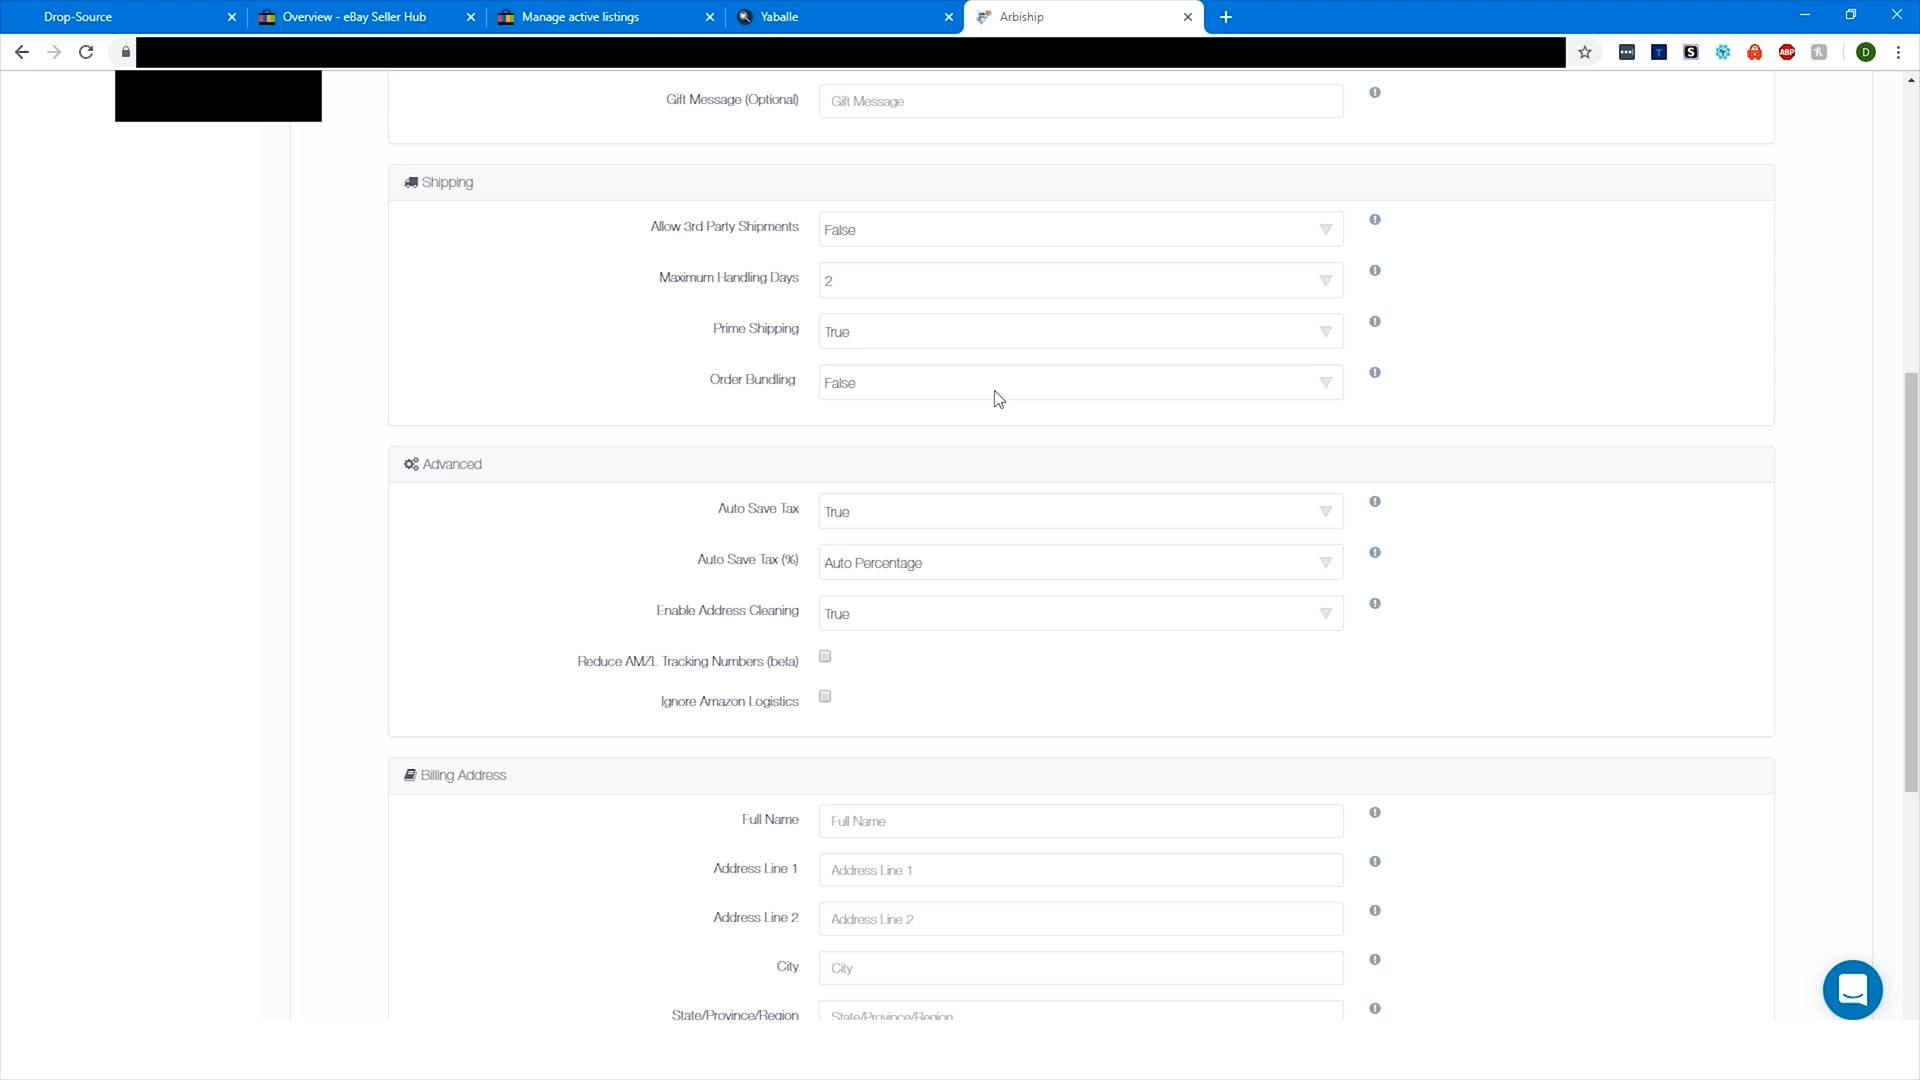 Drop-Source
Overview - eBay Seller Hub
Manage active listings
Yaballe
Arbiship
T
S
ABP
D
Gift Message (Optional)
Gift Message
Shipping
Allow 3rd Party Shipments
False
Maximum Handling Days
2
Prime Shipping
True
Order Bundling
False
Advanced
Auto Save Tax
True
Auto Save Tax (%)
Auto Percentage
Enable Address Cleaning
True
Reduce AMZL Tracking Numbers (beta)
Ignore Amazon Logistics
Billing Address
Full Name
Full Name
Address Line 1
Address Line 1
Address Line 2
Address Line 2
City
City
State/Province/Region
State/Province/Region